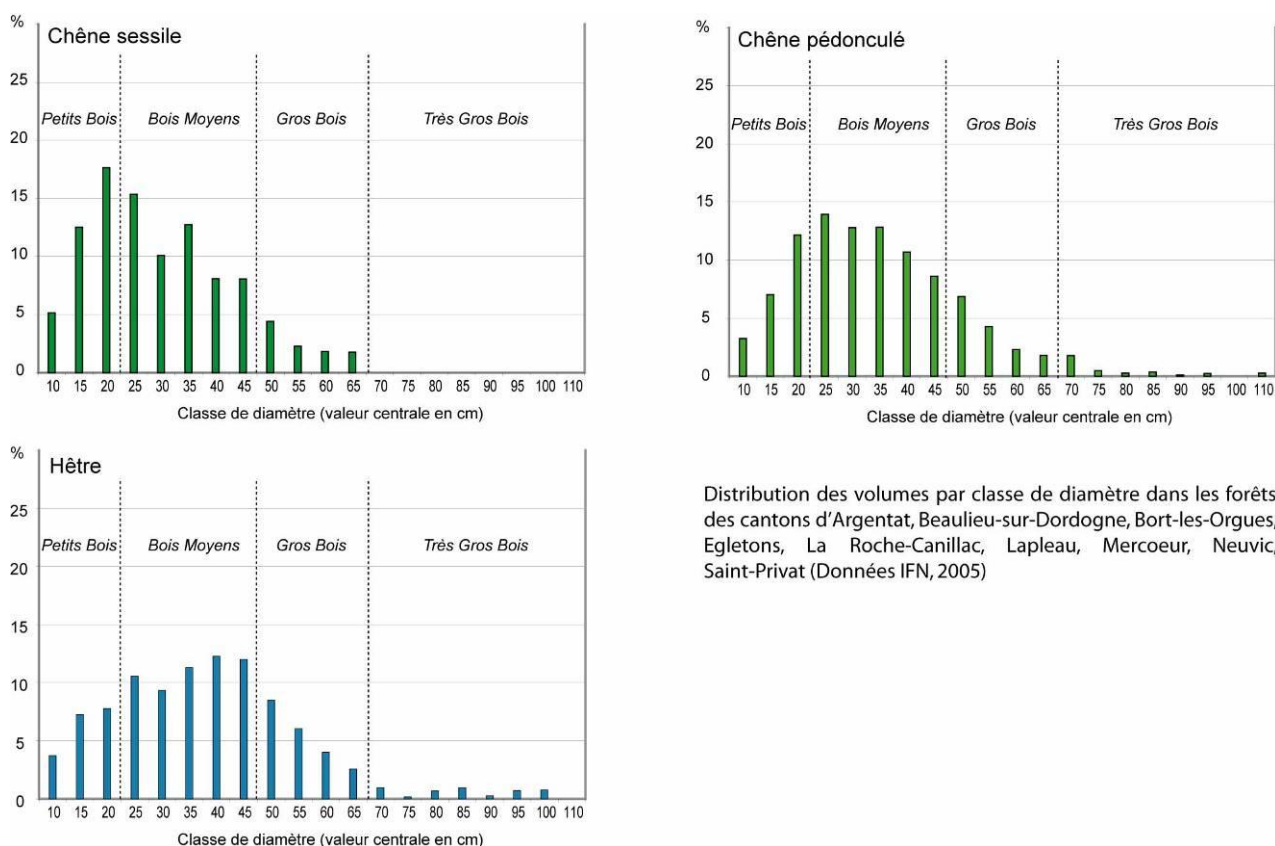 %
Chêne sessile
25
Petits Bois Bois Moyens Gros Bois Très Gros Bois
20
15
10
5
0
10 15 20 25 30 35 40 45 50 55 60 65 70 75 80 85 90 95 100 110
Classe de diamètre (valeur centrale en cm)
%
Chêne pédonculé
25
Petits Bois Bois Moyens Gros Bois Très Gros Bois
20
15
10
5
0
10 15 20 25 30 35 40 45 50 55 60 65 70 75 80 85 90 95 100 110
Classe de diamètre (valeur centrale en cm)
%
Hêtre
25
Petits Bois Bois Moyens Gros Bois Très Gros Bois
20
15
10
5
0
10 15 20 25 30 35 40 45 50 55 60 65 70 75 80 85 90 95 100 110
Classe de diamètre (valeur centrale en cm)
Distribution des volumes par classe de diamètre dans les forêts
des cantons d'Argentat, Beaulieu-sur-Dordogne, Bort-les-Orgues,
Egletons, La Roche-Canillac, Lapleau, Mercoeur, Neuvic,
Saint-Privat (Données IFN, 2005)